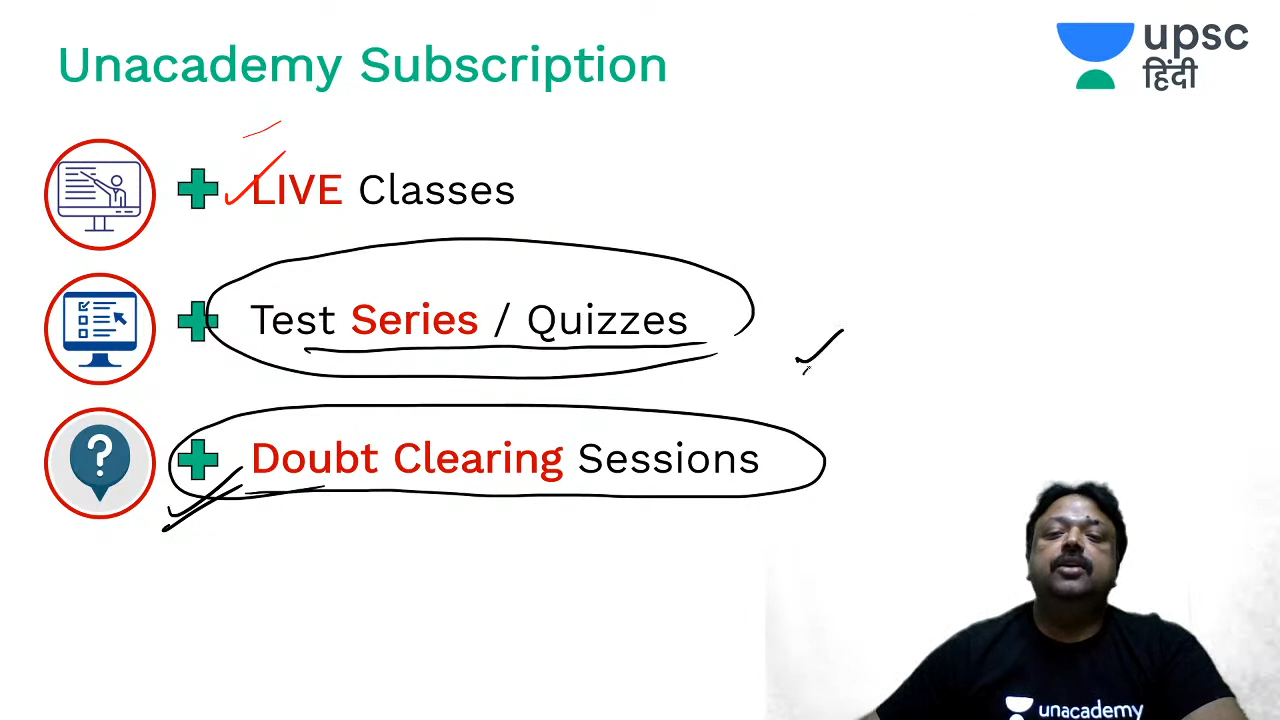 Unacademy Subscription
upsc
हिंदी
LIVE Classes
Test Series / Quizzes
Doubt Clearing Sessions
unacademy